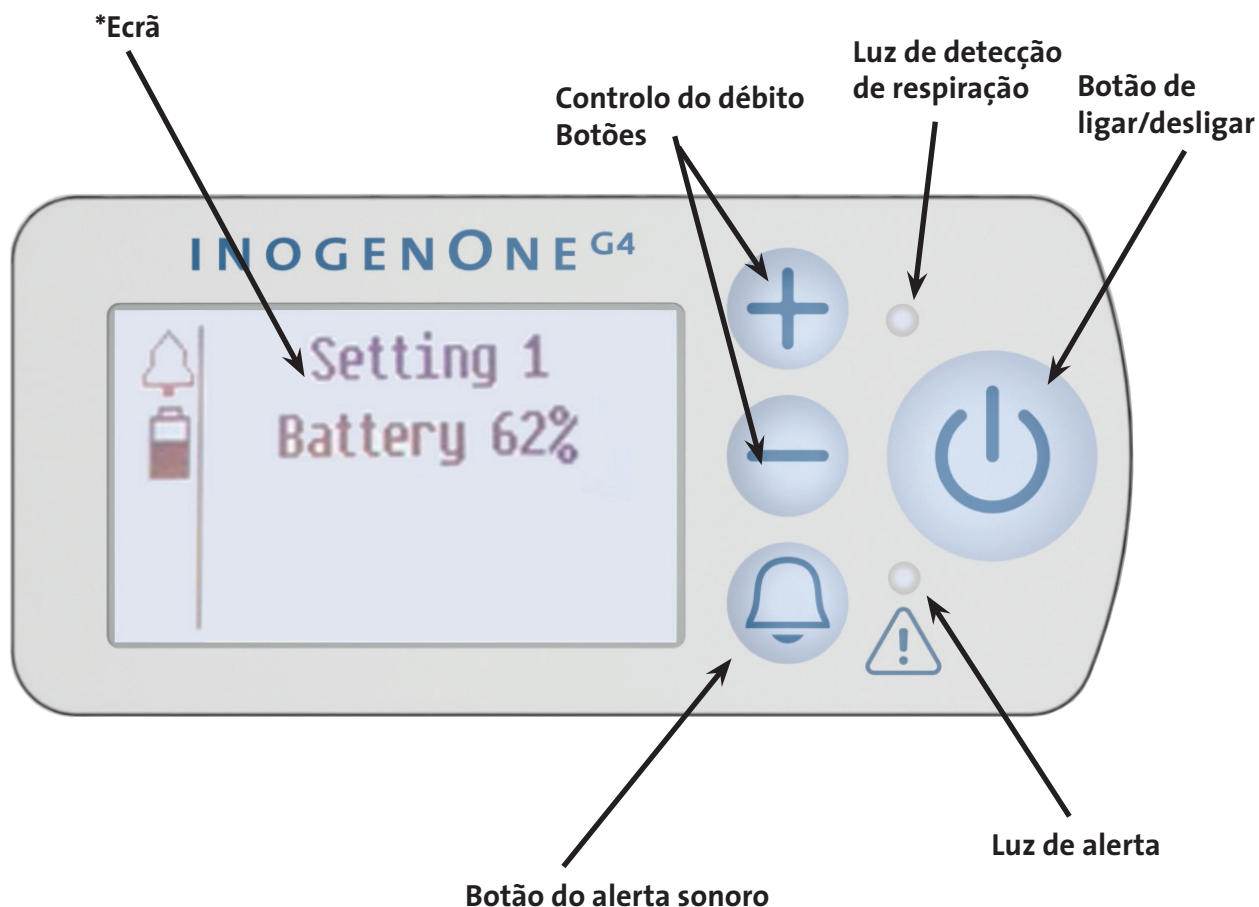 *Ecrã
Luz de detecção
de respiração
Controlo do débito
Botões
Botão de
ligar/desligar
INOGENONE G4
Setting 1
Battery 62%
Luz de alerta
Botão do alerta sonoro